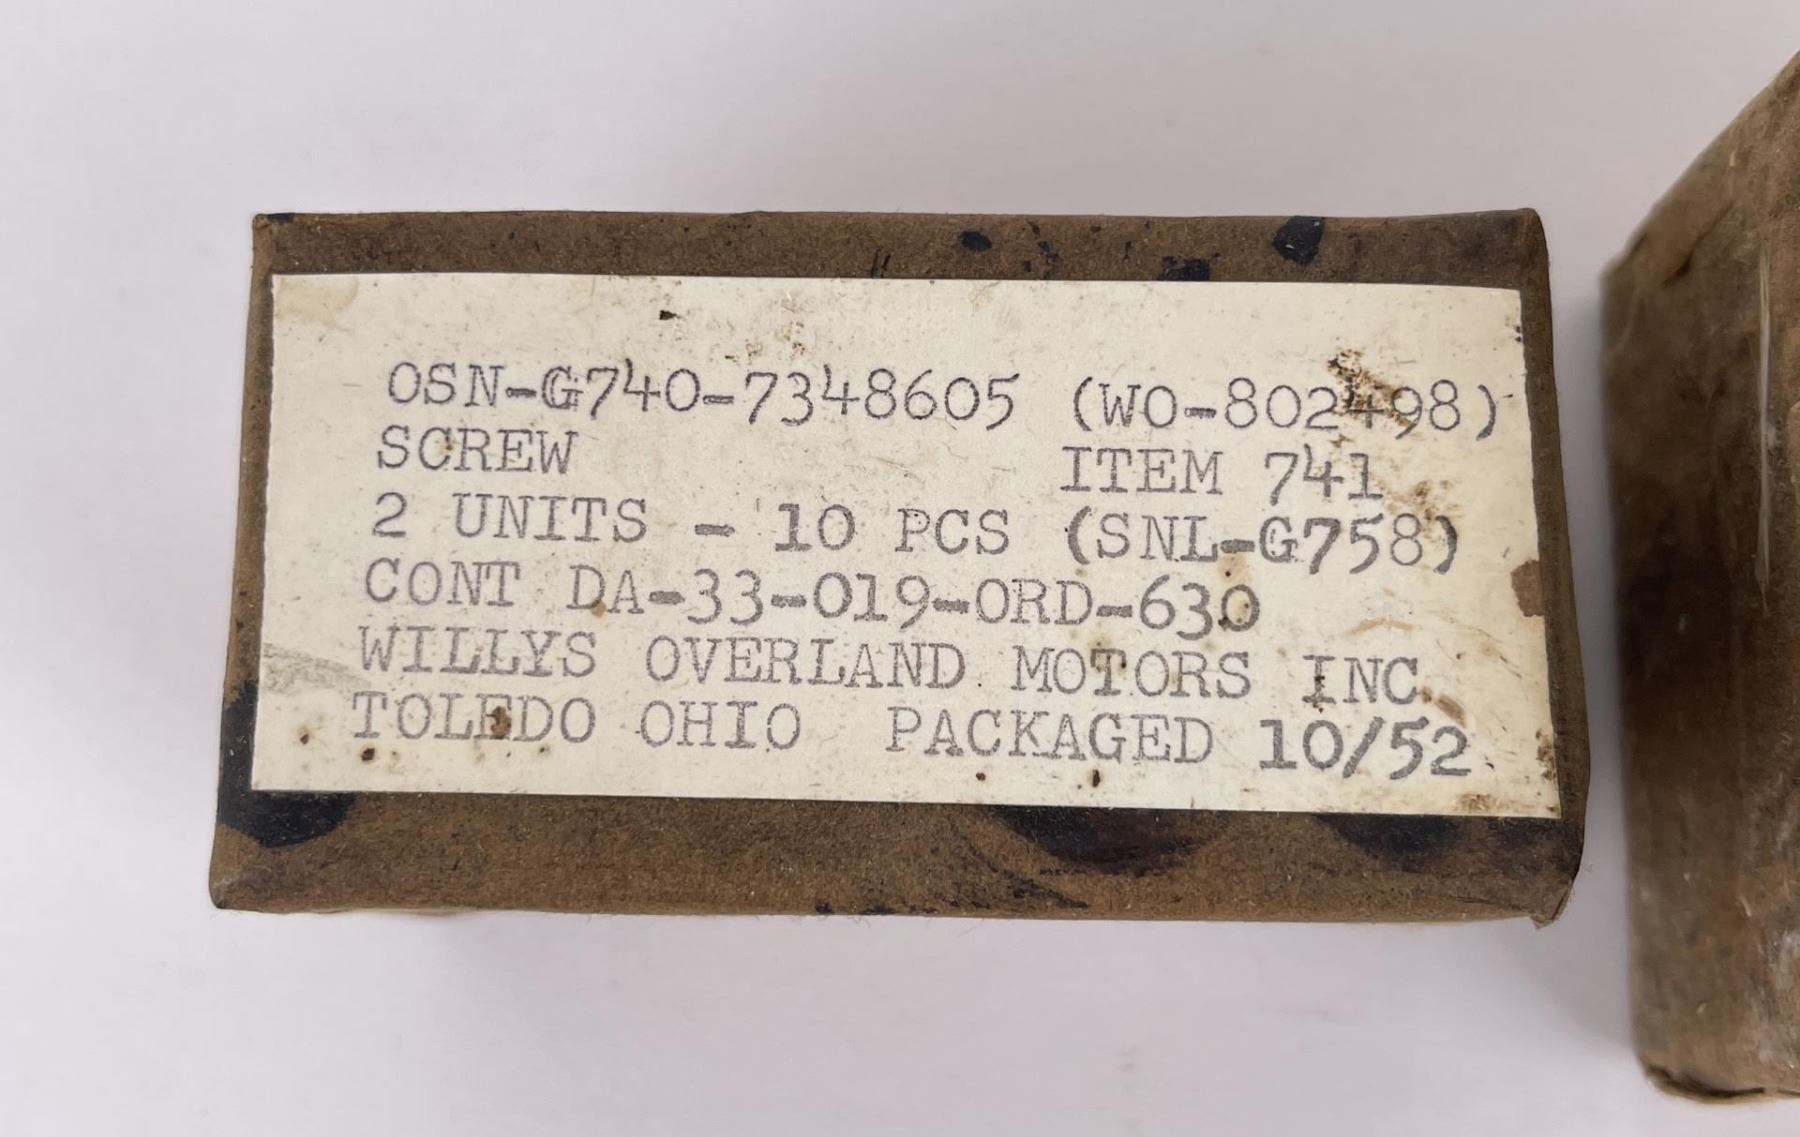 OSN-G740-7348605 (WO-802498)
SCREW ITEM 741
2 UNITS - 10 PCS (SNL-G758)
CONT DA-33-019-ORD-630
WILLYS OVERLAND MOTORS INC
TOLEDO OHIO PACKAGED 10/52